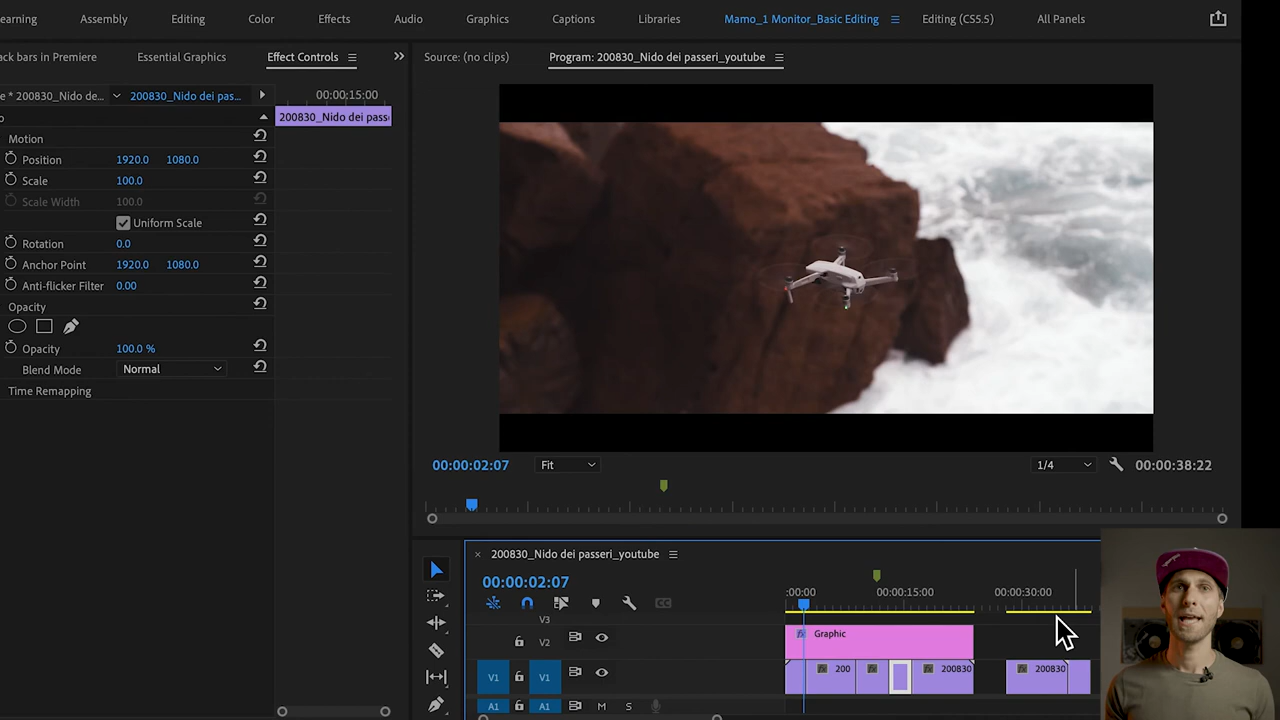 earning Assembly Editing Color Effects Audio Graphics Captions Libraries Mamo_1 Monitor_Basic Editing Editing (CS5.5) All Panels
ack bars in Premiere Essential Graphics Effect Controls Source: (no clips) Program: 200830_Nido dei passeri_youtube
e * 200830_Nido de... 200830_Nido dei pas... 00:00:15:00
200830_Nido dei pass
Motion
Position 1920.0 1080.0
Scale 100.0
Scale Width 100.0
Uniform Scale
Rotation 0.0
Anchor Point 1920.0 1080.0
Anti-flicker Filter 0.00
Opacity
Opacity 100.0 %
Blend Mode Normal
Time Remapping
00:00:02:07 Fit 1/4 00:00:38:22
× 200830_Nido dei passeri_youtube
00:00:02:07
:00:00 00:00:15:00 00:00:30:00
V3
V2 fx Graphic
V1 V1 fx 200 fx fx 200830 fx 200830
A1 A1 M S